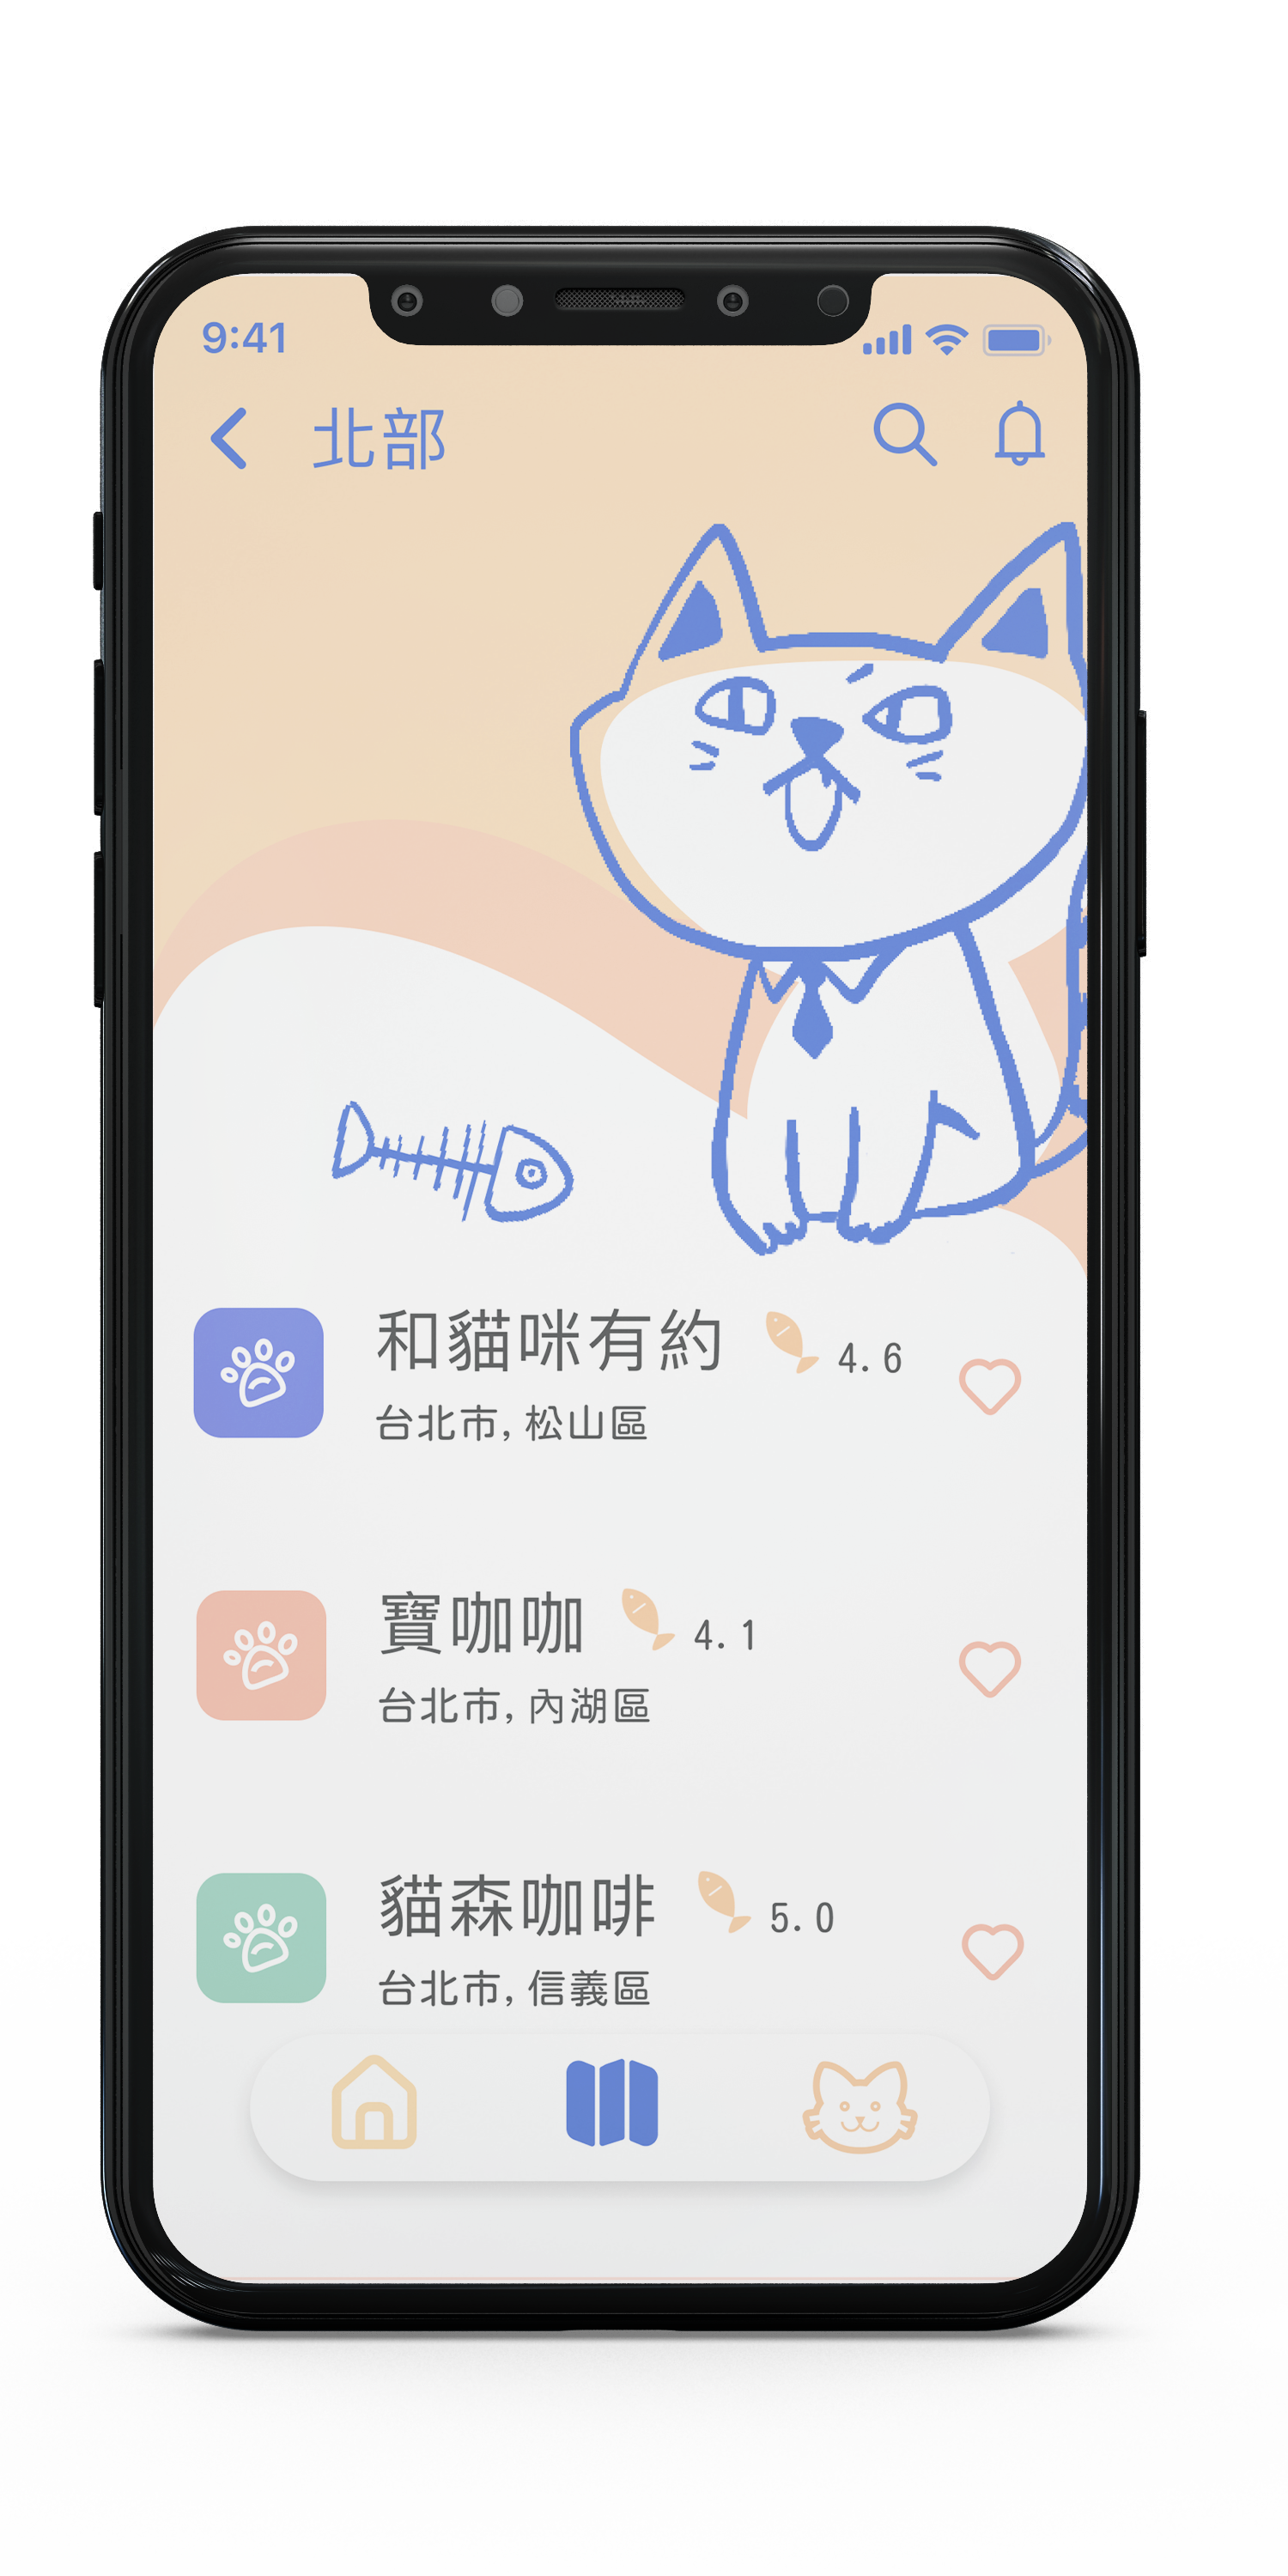 9:41
北部
和貓咪有約 4.6
台北市, 松山區
寶咖咖 4.1
台北市, 內湖區
貓森咖啡 5.0
台北市, 信義區